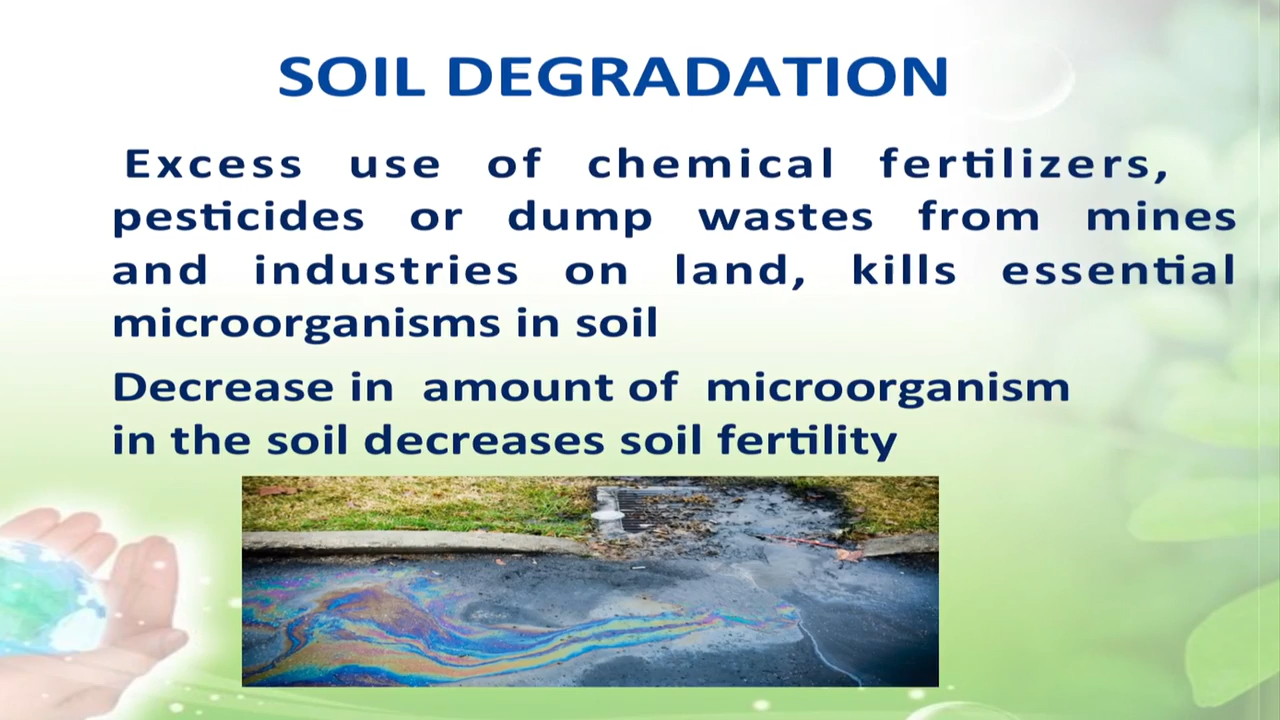 SOIL DEGRADATION
Excess use of chemical fertilizers,
pesticides or dump wastes from mines
and industries on land, kills essential
microorganisms in soil
Decrease in amount of microorganism
in the soil decreases soil fertility